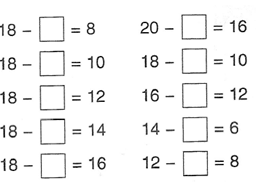 18 − □ = 8 20 − □ = 16
18 − □ = 10 18 − □ = 10
18 − □ = 12 16 − □ = 12
18 − □ = 14 14 − □ = 6
18 − □ = 16 12 − □ = 8